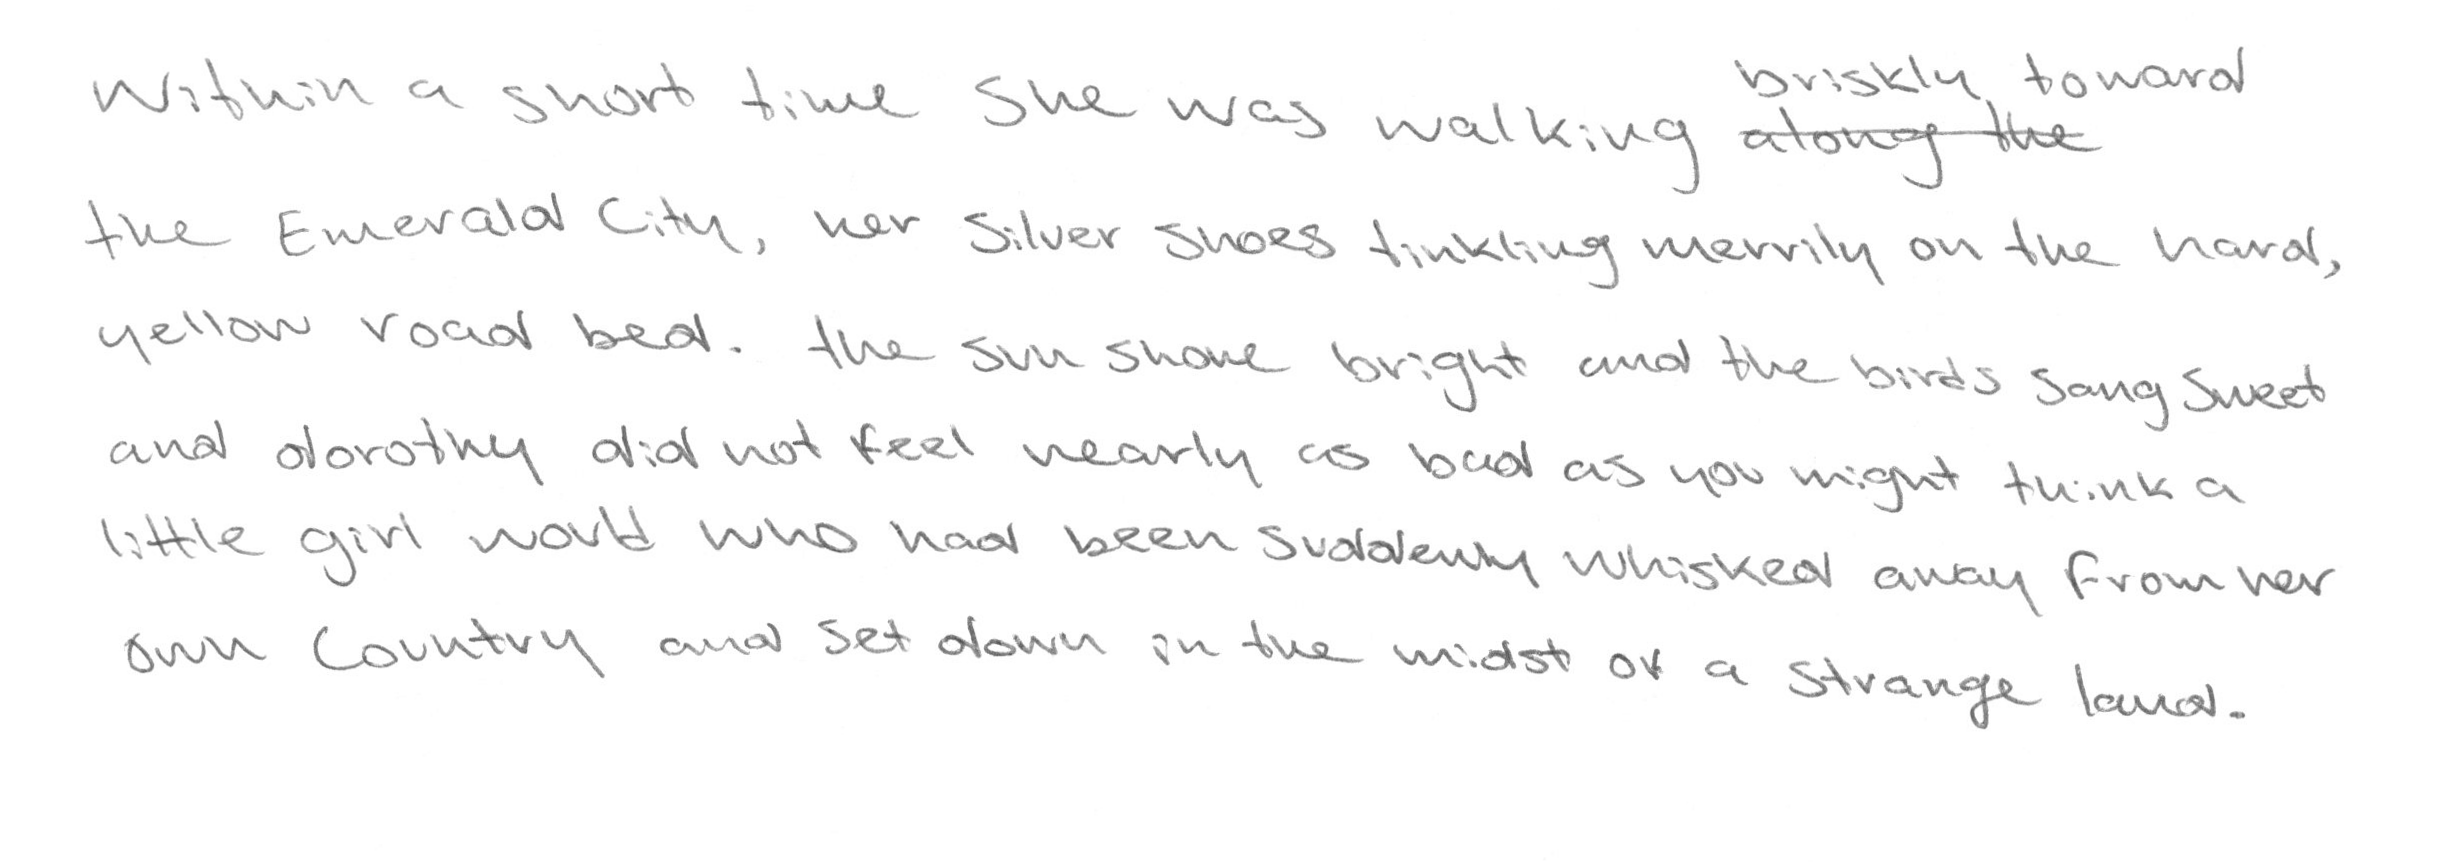 Within a short time she was walking ~~along the~~ briskly toward
the Emerald City, her silver shoes tinkling merrily on the hard,
yellow road bed. the sun shone bright and the birds sang sweet
and dorothy did not feel nearly as bad as you might think a
little girl would who had been suddenly whisked away from her
own country and set down in the midst of a strange land.